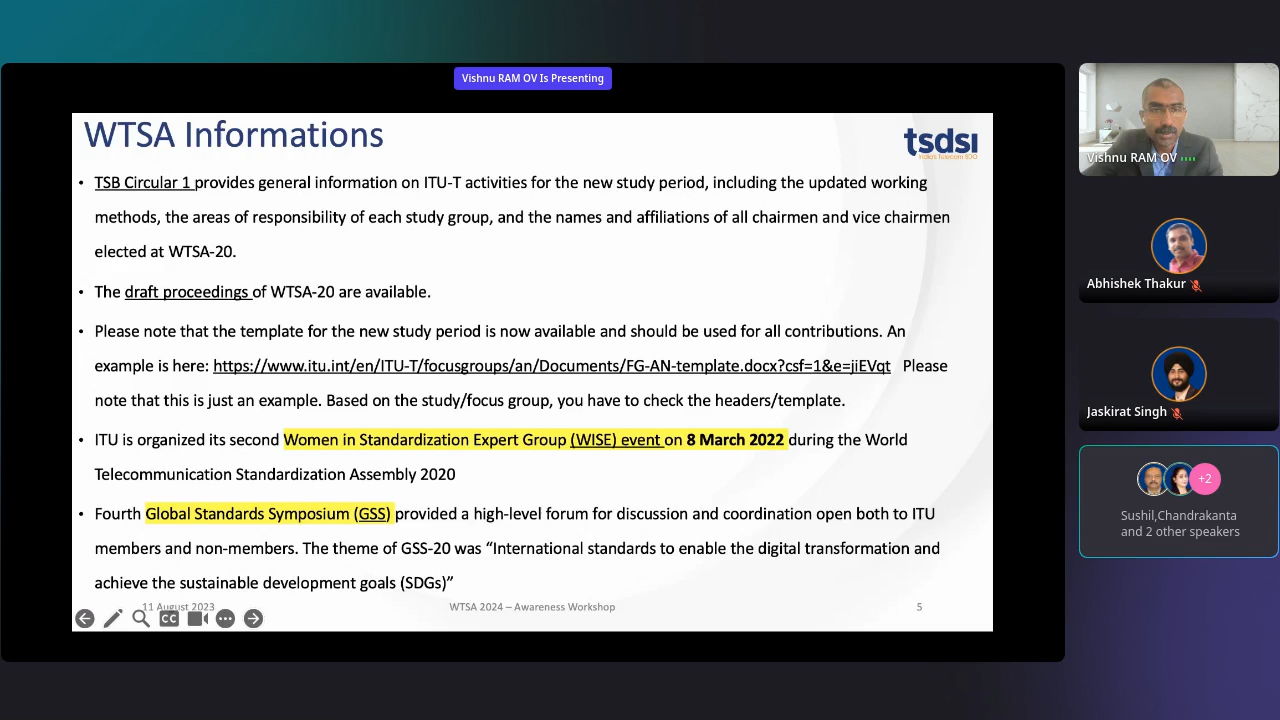 Vishnu RAM OV Is Presenting
WTSA Informations
tsdsi
India's Telecom SDO
• TSB Circular 1 provides general information on ITU-T activities for the new study period, including the updated working
methods, the areas of responsibility of each study group, and the names and affiliations of all chairmen and vice chairmen
elected at WTSA-20.
• The draft proceedings of WTSA-20 are available.
• Please note that the template for the new study period is now available and should be used for all contributions. An
example is here: https://www.itu.int/en/ITU-T/focusgroups/an/Documents/FG-AN-template.docx?csf=1&e=jiEVqt Please
note that this is just an example. Based on the study/focus group, you have to check the headers/template.
• ITU is organized its second Women in Standardization Expert Group (WISE) event on 8 March 2022 during the World
Telecommunication Standardization Assembly 2020
• Fourth Global Standards Symposium (GSS) provided a high-level forum for discussion and coordination open both to ITU
members and non-members. The theme of GSS-20 was “International standards to enable the digital transformation and
achieve the sustainable development goals (SDGs)”
11 August 2023
WTSA 2024 – Awareness Workshop
5
CC
Vishnu RAM OV
Abhishek Thakur
Jaskirat Singh
+2
Sushil,Chandrakanta
and 2 other speakers